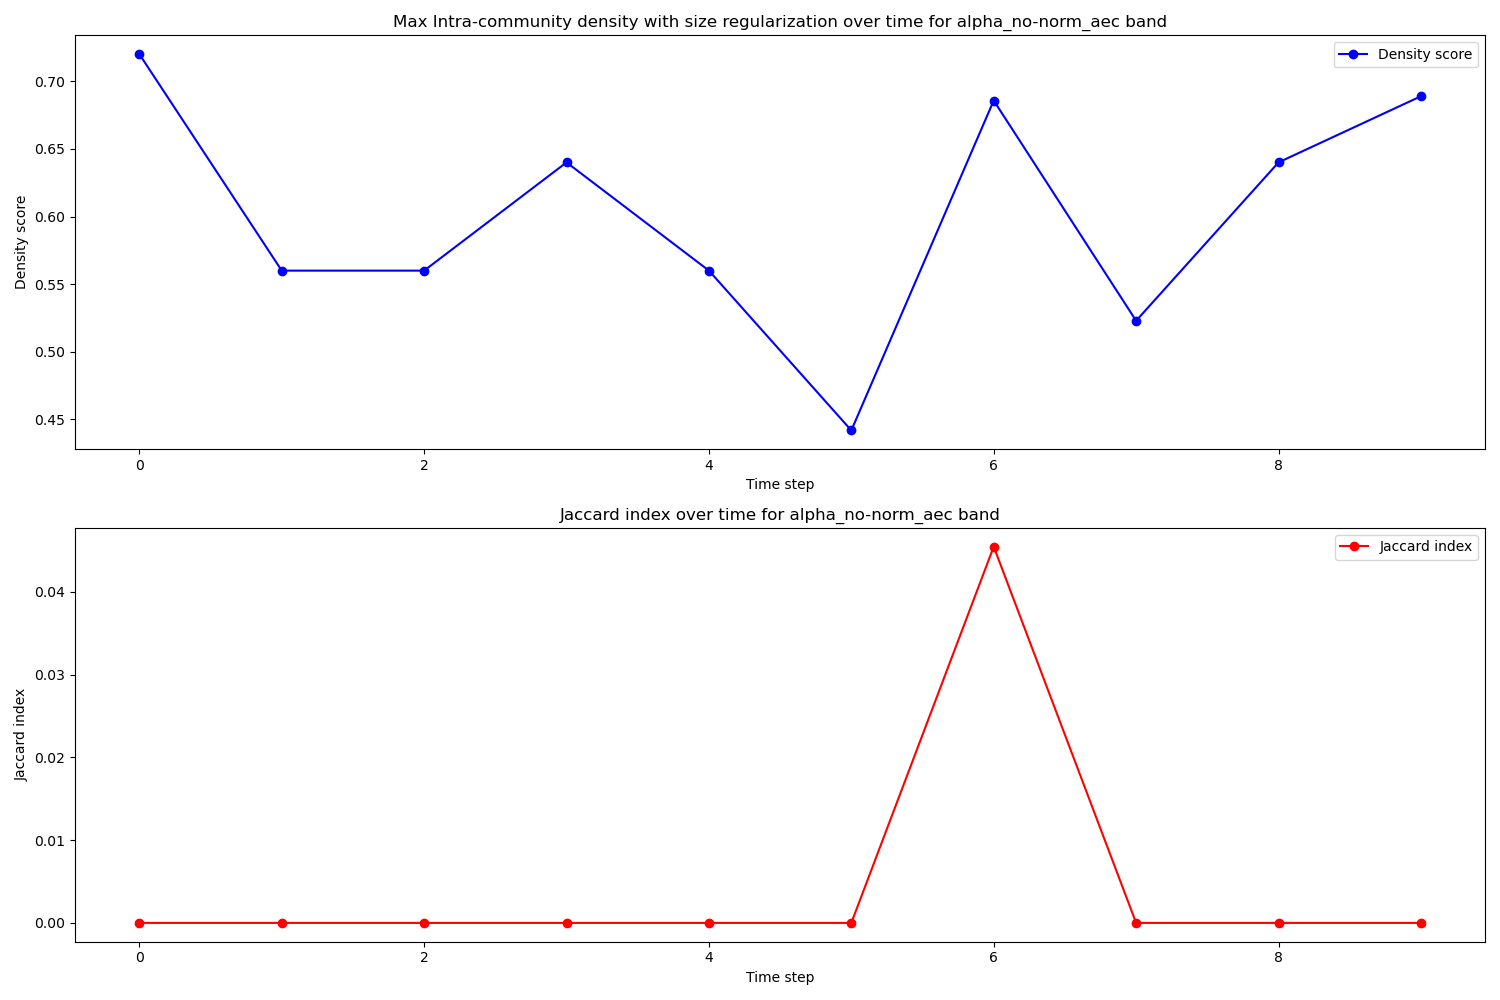 Max Intra-community density with size regularization over time for alpha_no-norm_aec band
Density score
0.70
0.65
0.60
0.55
0.50
0.45
Density score
0 2 4 6 8
Time step
Jaccard index over time for alpha_no-norm_aec band
Jaccard index
0.04
0.03
0.02
0.01
0.00
Jaccard index
0 2 4 6 8
Time step